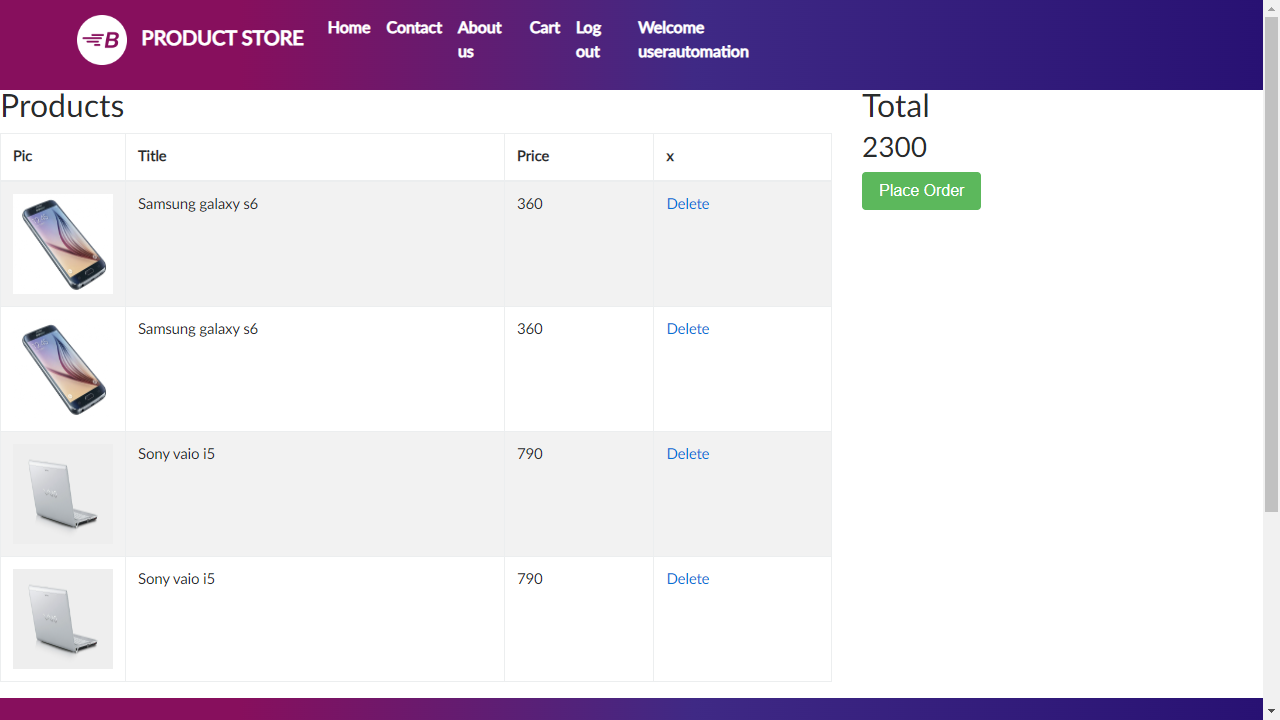 B PRODUCT STORE Home Contact About us Cart Log out Welcome userautomation
Products
Total
2300
Place Order
Pic Title Price x
Samsung galaxy s6 360 Delete
Samsung galaxy s6 360 Delete
Sony vaio i5 790 Delete
Sony vaio i5 790 Delete